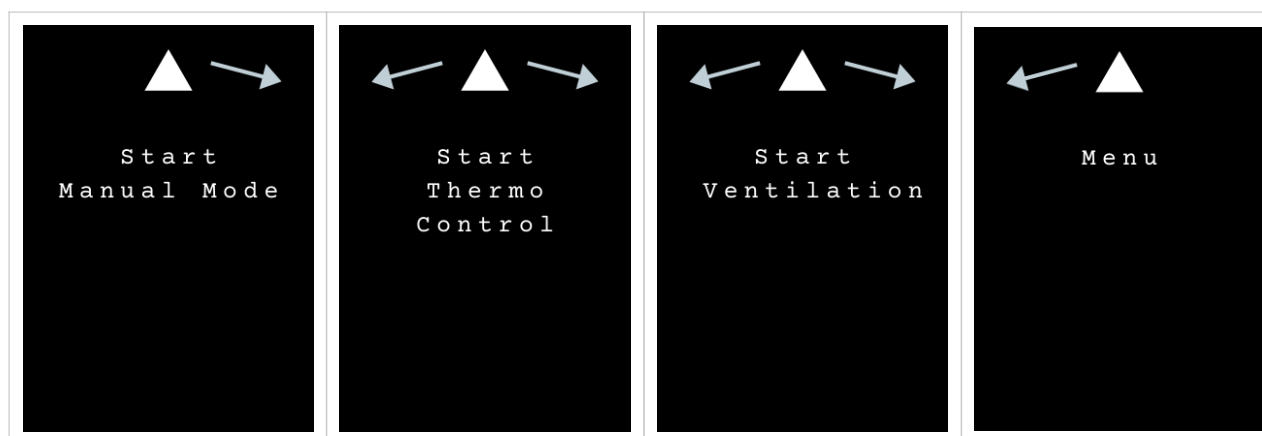 Start
Manual Mode
Start
Thermo
Control
Start
Ventilation
Menu